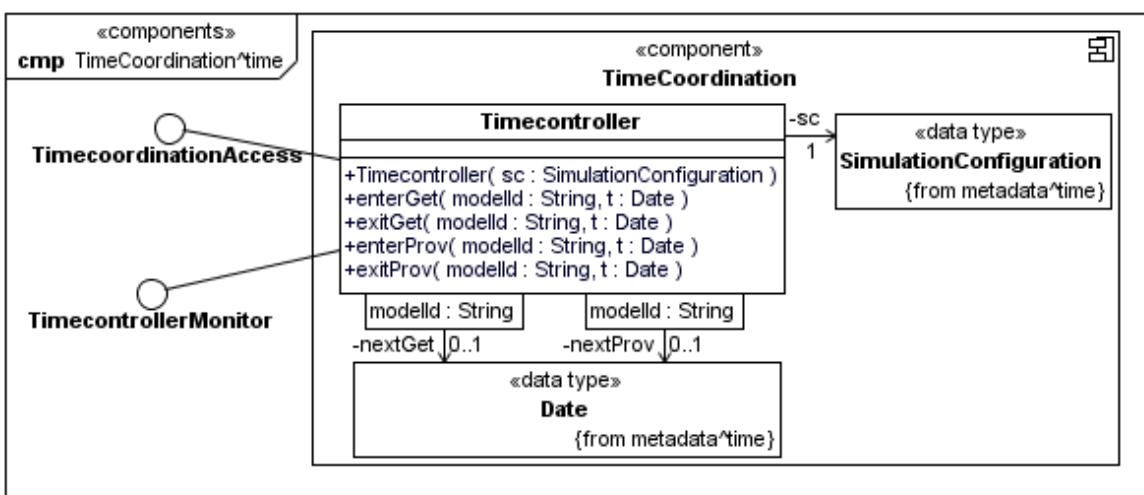 «components»
cmp TimeCoordination^time
«component»
TimeCoordination
TimecoordinationAccess
TimecontrollerMonitor
Timecontroller
+Timecontroller( sc : SimulationConfiguration )
+enterGet( modelId : String, t : Date )
+exitGet( modelId : String, t : Date )
+enterProv( modelId : String, t : Date )
+exitProv( modelId : String, t : Date )
-sc
1
«data type»
SimulationConfiguration
{from metadata^time}
modelId : String
modelId : String
-nextGet 0..1
-nextProv 0..1
«data type»
Date
{from metadata^time}